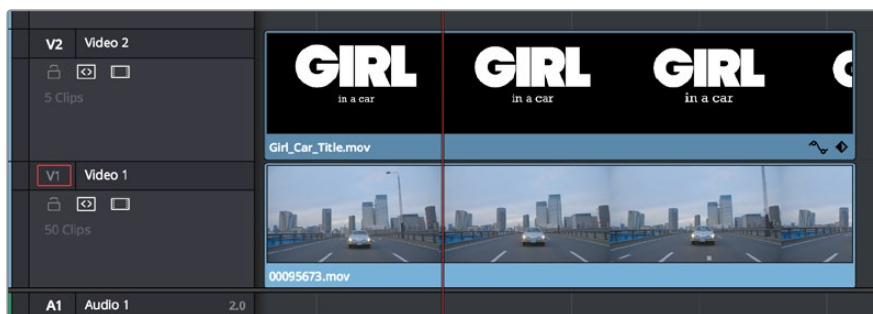 V2 Video 2
5 Clips
GIRL GIRL GIRL
in a car in a car in a car
Girl_Car_Title.mov
V1 Video 1
50 Clips
00095673.mov
A1 Audio 1 2.0